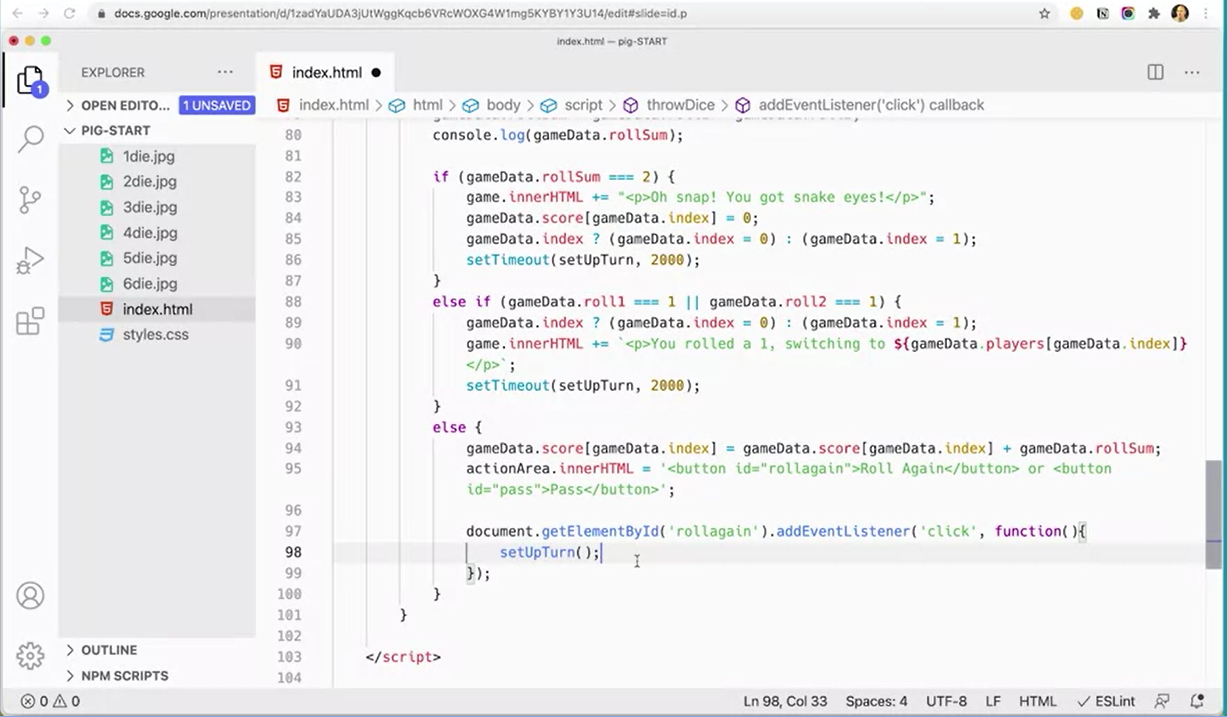 docs.google.com/presentation/d/1zadYaUDA3jUtWggKqcb6VRcWOXG4W1mg5KYBY1Y3U14/edit#slide=id.p
index.html — pig-START
EXPLORER
index.html
OPEN EDITO... 1 UNSAVED
index.html > html > body > script > throwDice > addEventListener('click') callback
PIG-START
1die.jpg
2die.jpg
3die.jpg
4die.jpg
5die.jpg
6die.jpg
index.html
styles.css
OUTLINE
NPM SCRIPTS
1
80 console.log(gameData.rollSum);
81
82 if (gameData.rollSum === 2) {
83 game.innerHTML += "<p>Oh snap! You got snake eyes!</p>";
84 gameData.score[gameData.index] = 0;
85 gameData.index ? (gameData.index = 0) : (gameData.index = 1);
86 setTimeout(setUpTurn, 2000);
87 }
88 else if (gameData.roll1 === 1 || gameData.roll2 === 1) {
89 gameData.index ? (gameData.index = 0) : (gameData.index = 1);
90 game.innerHTML += `<p>You rolled a 1, switching to ${gameData.players[gameData.index]}
</p>`;
91 setTimeout(setUpTurn, 2000);
92 }
93 else {
94 gameData.score[gameData.index] = gameData.score[gameData.index] + gameData.rollSum;
95 actionArea.innerHTML = '<button id="rollagain">Roll Again</button> or <button
id="pass">Pass</button>';
96
97 document.getElementById('rollagain').addEventListener('click', function(){
98 setUpTurn();
99 });
100 }
101 }
102
103 </script>
104
0 0
Ln 98, Col 33 Spaces: 4 UTF-8 LF HTML ESLint